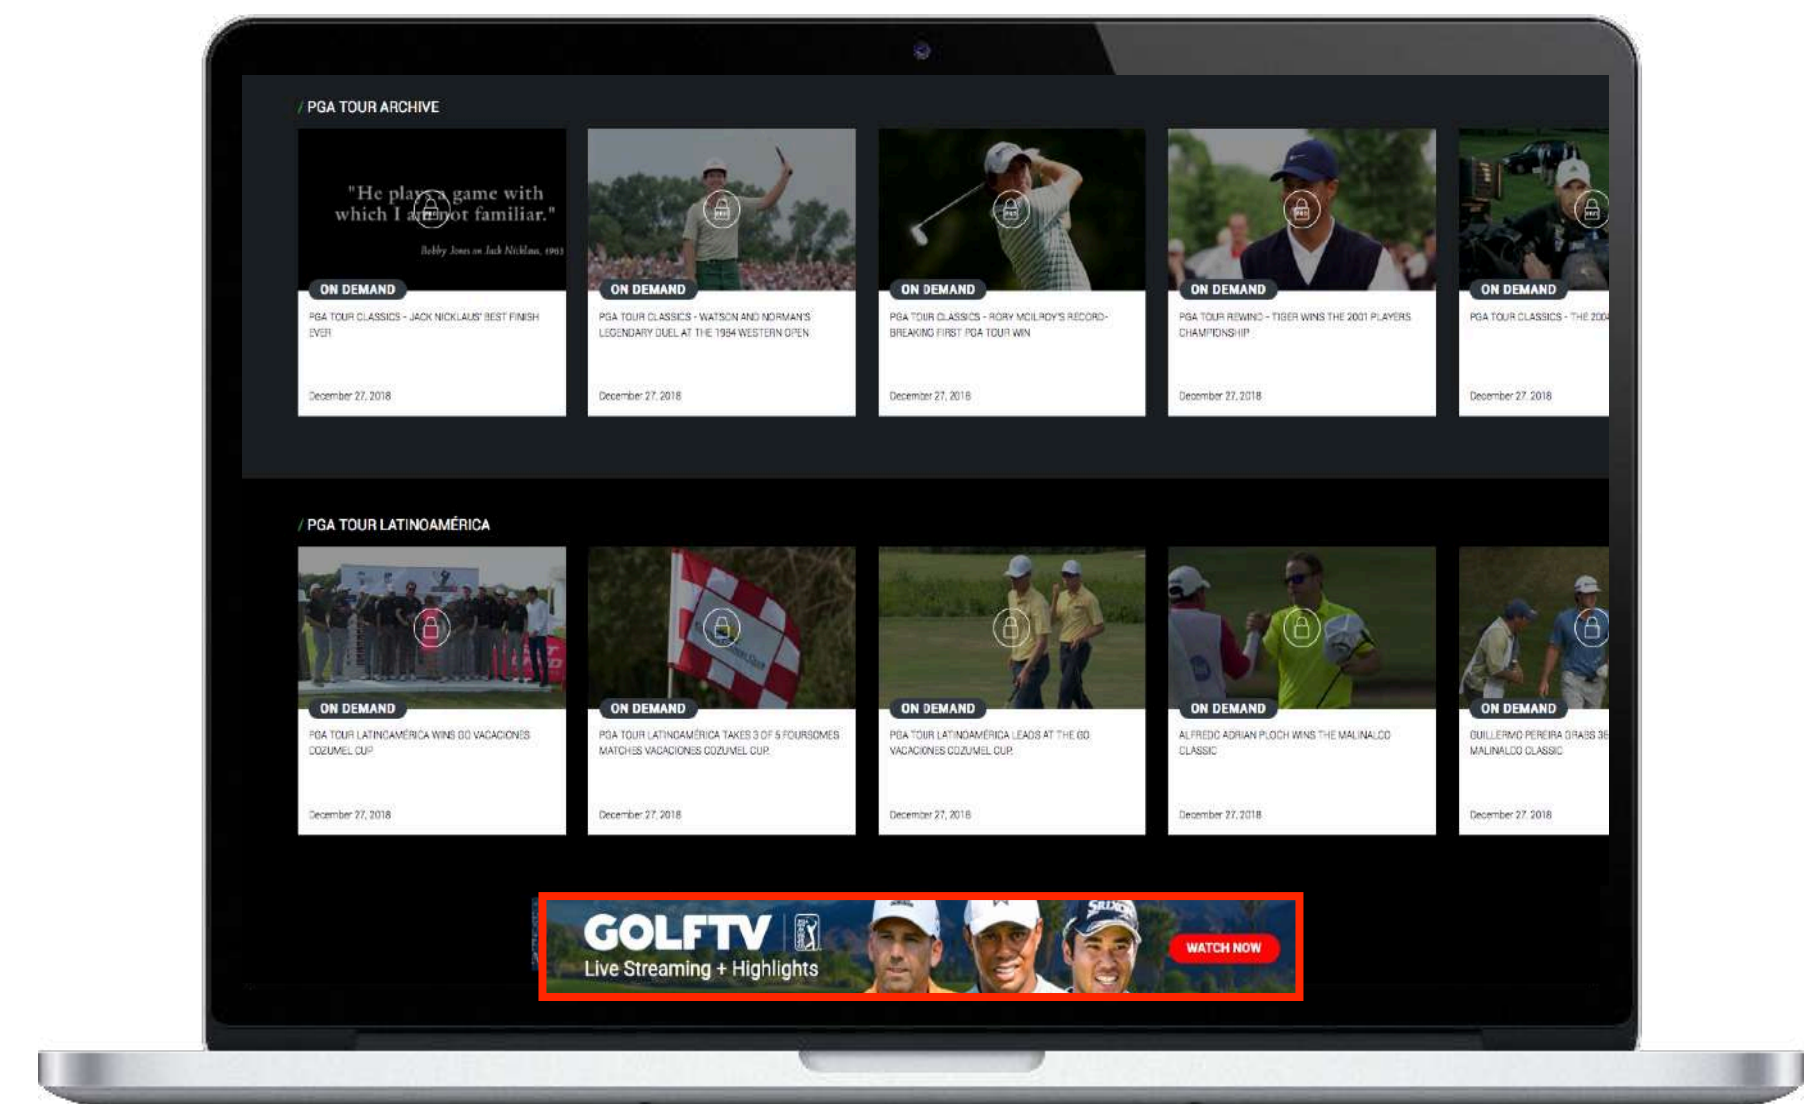 / PGA TOUR ARCHIVE
"He plays a game with
which I am not familiar."
Bobby Jones on Jack Nicklaus, 1965
ON DEMAND
PGA TOUR CLASSICS - JACK NICKLAUS' BEST FINISH
EVER
December 27, 2018
ON DEMAND
PGA TOUR CLASSICS - WATSON AND NORMAN'S
LEGENDARY DUEL AT THE 1984 WESTERN OPEN
December 27, 2018
ON DEMAND
PGA TOUR CLASSICS - RORY MCILROY'S RECORD-
BREAKING FIRST PGA TOUR WIN
December 27, 2018
ON DEMAND
PGA TOUR REWIND - TIGER WINS THE 2001 PLAYERS
CHAMPIONSHIP
December 27, 2018
ON DEMAND
PGA TOUR CLASSICS - THE 2004
December 27, 2018
/ PGA TOUR LATINOAMÉRICA
ON DEMAND
PGA TOUR LATINOAMÉRICA WINS GO VACACIONES
COZUMEL CUP
December 27, 2018
ON DEMAND
PGA TOUR LATINOAMÉRICA TAKES 3 OF 5 FOURSOMES
MATCHES VACACIONES COZUMEL CUP.
December 27, 2018
ON DEMAND
PGA TOUR LATINOAMÉRICA LEADS AT THE GO
VACACIONES COZUMEL CUP.
December 27, 2018
ON DEMAND
ALFREDO ADRIAN PLOCH WINS THE MALINALCO
CLASSIC
December 27, 2018
ON DEMAND
GUILLERMO PEREIRA GRABS 36
MALINALCO CLASSIC
December 27, 2018
GOLFTV
Live Streaming + Highlights
SRIXON
WATCH NOW